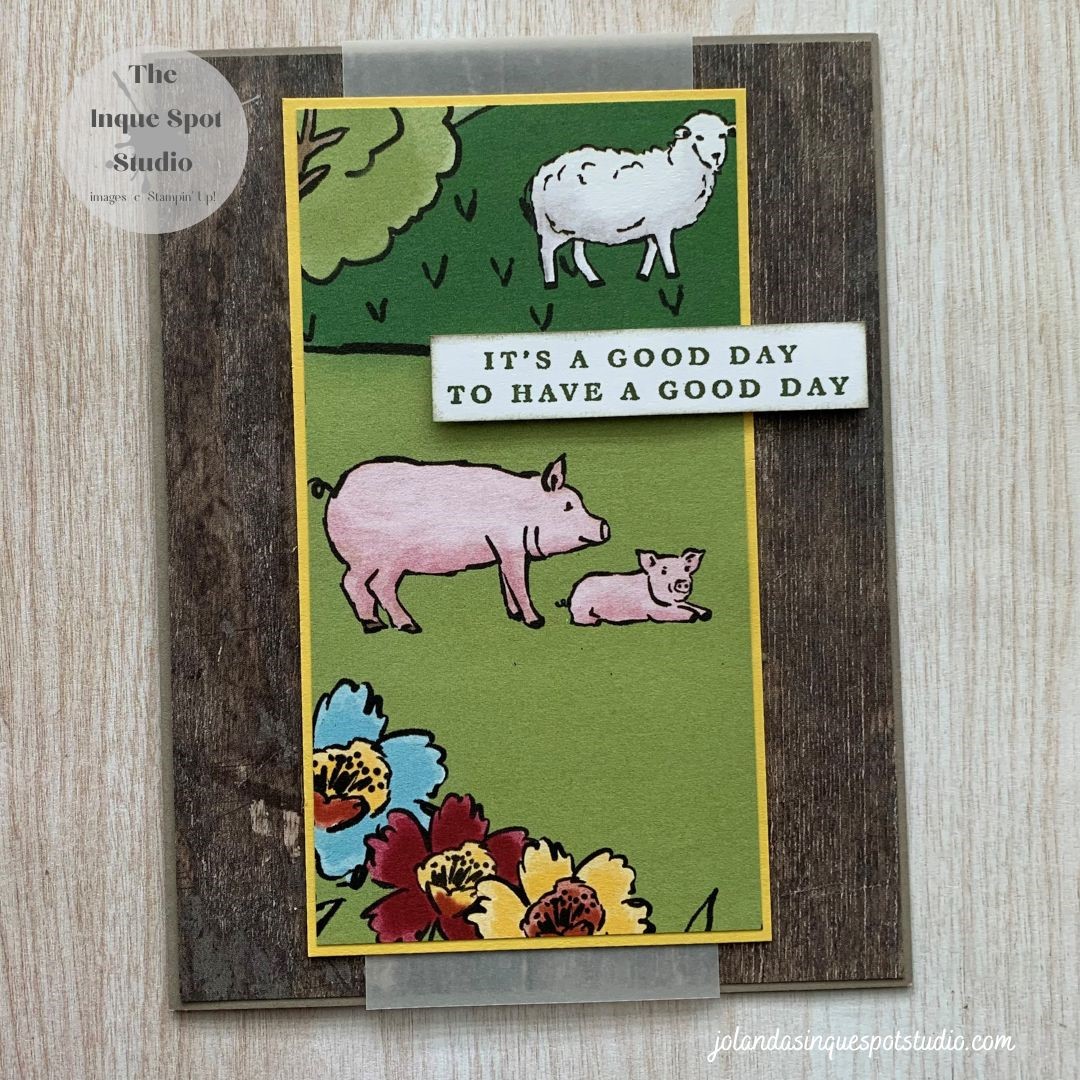 The
Inque Spot
Studio
images c Stampin' Up!
IT'S A GOOD DAY
TO HAVE A GOOD DAY
jolandasinquespotstudio.com